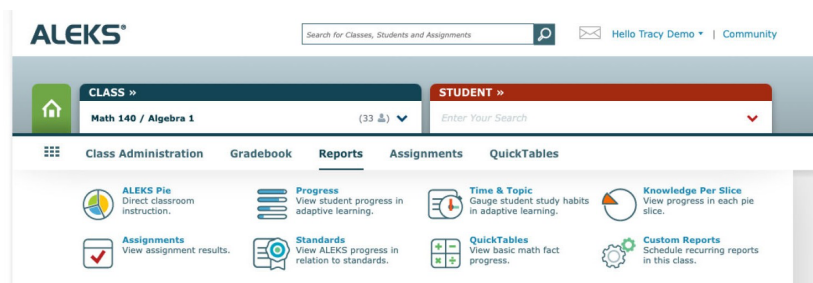 ALEKS®
Search for Classes, Students and Assignments
Hello Tracy Demo | Community
CLASS »
STUDENT »
Math 140 / Algebra 1 (33 )
Enter Your Search
Class Administration Gradebook Reports Assignments QuickTables
ALEKS Pie
Direct classroom
instruction.
Progress
View student progress in
adaptive learning.
Time & Topic
Gauge student study habits
in adaptive learning.
Knowledge Per Slice
View progress in each pie
slice.
Assignments
View assignment results.
Standards
View ALEKS progress in
relation to standards.
QuickTables
View basic math fact
progress.
Custom Reports
Schedule recurring reports
in this class.